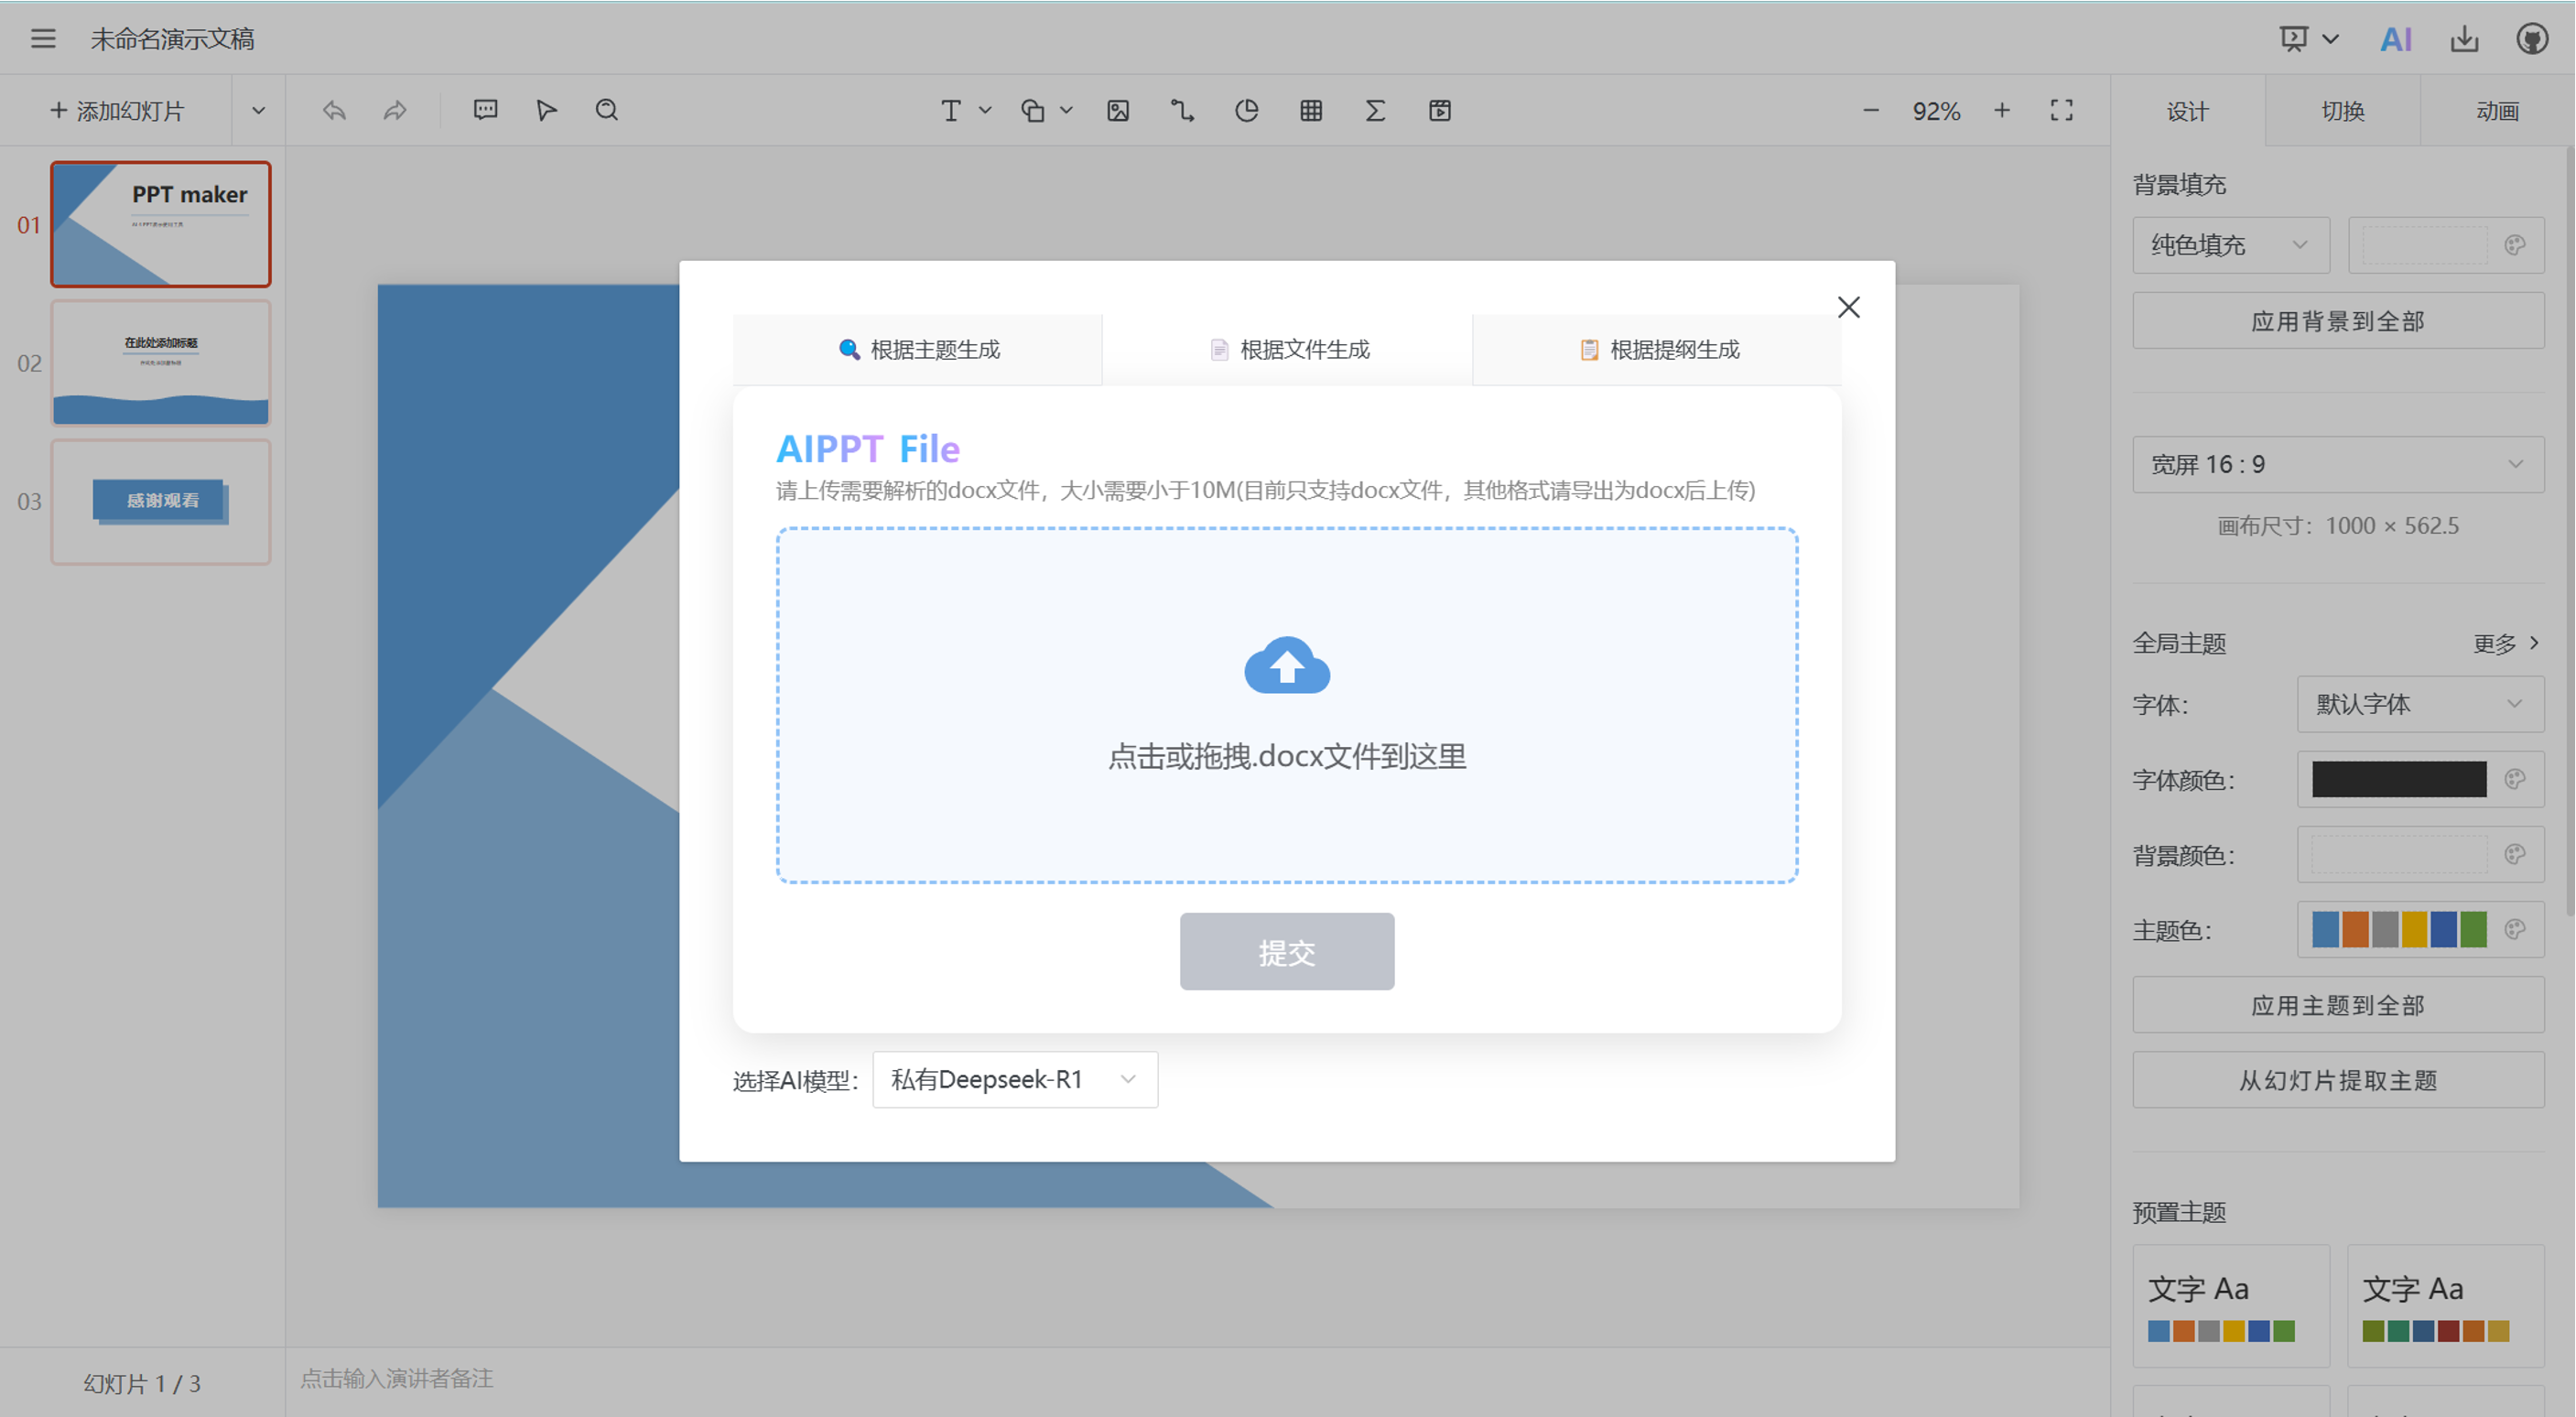 未命名演示文稿
AI
添加幻灯片
92%
设计
切换
动画
01
PPT maker
02
在此处添加标题
03
感谢观看
根据主题生成
根据文件生成
根据提纲生成
AIPPT File
请上传需要解析的docx文件，大小需要小于10M(目前只支持docx文件，其他格式请导出为docx后上传)
点击或拖拽.docx文件到这里
提交
选择AI模型：
私有Deepseek-R1
背景填充
纯色填充
应用背景到全部
宽屏 16 : 9
画布尺寸：1000 × 562.5
全局主题
更多
字体：
默认字体
字体颜色：
背景颜色：
主题色：
应用主题到全部
从幻灯片提取主题
预置主题
文字 Aa
文字 Aa
幻灯片 1 / 3
点击输入演讲者备注